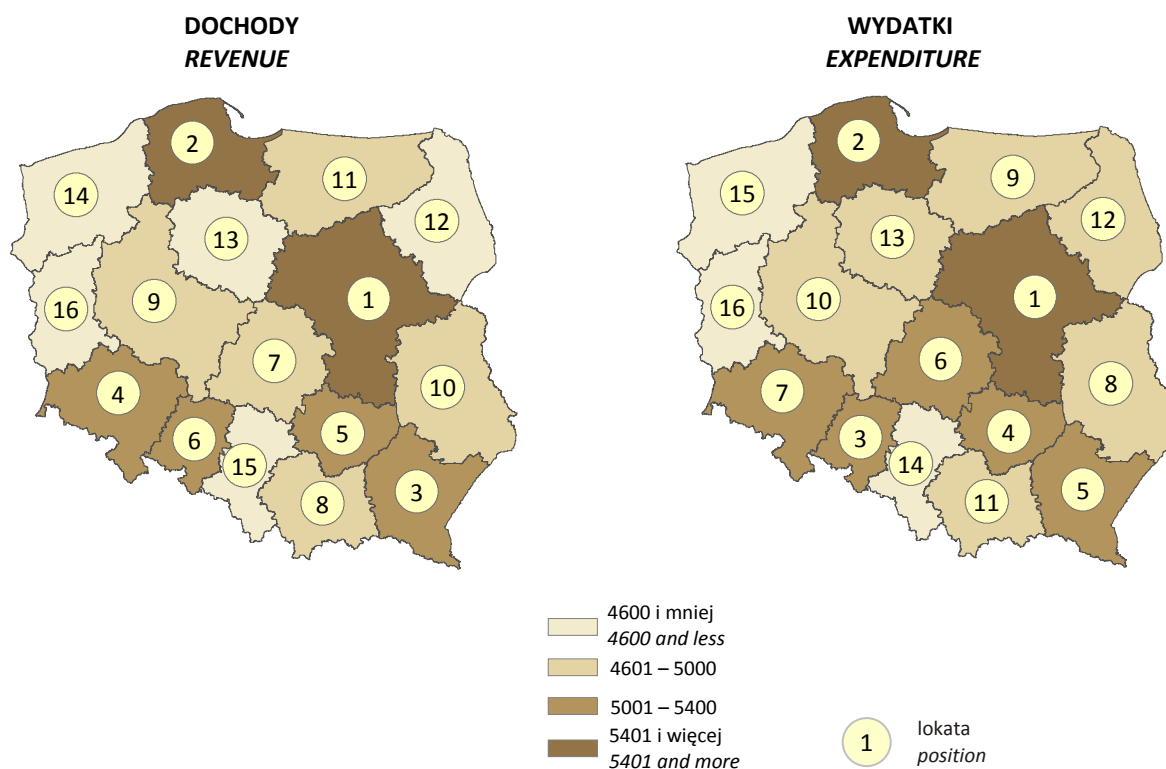 DOCHODY
REVENUE
WYDATKI
EXPENDITURE
2
14
11
12
13
16
9
1
7
4
10
6
5
15
3
8
2
15
9
12
13
16
10
1
6
7
8
3
4
14
5
11
4600 i mniej
4600 and less
4601 – 5000
5001 – 5400
5401 i więcej
5401 and more
1
lokata
position